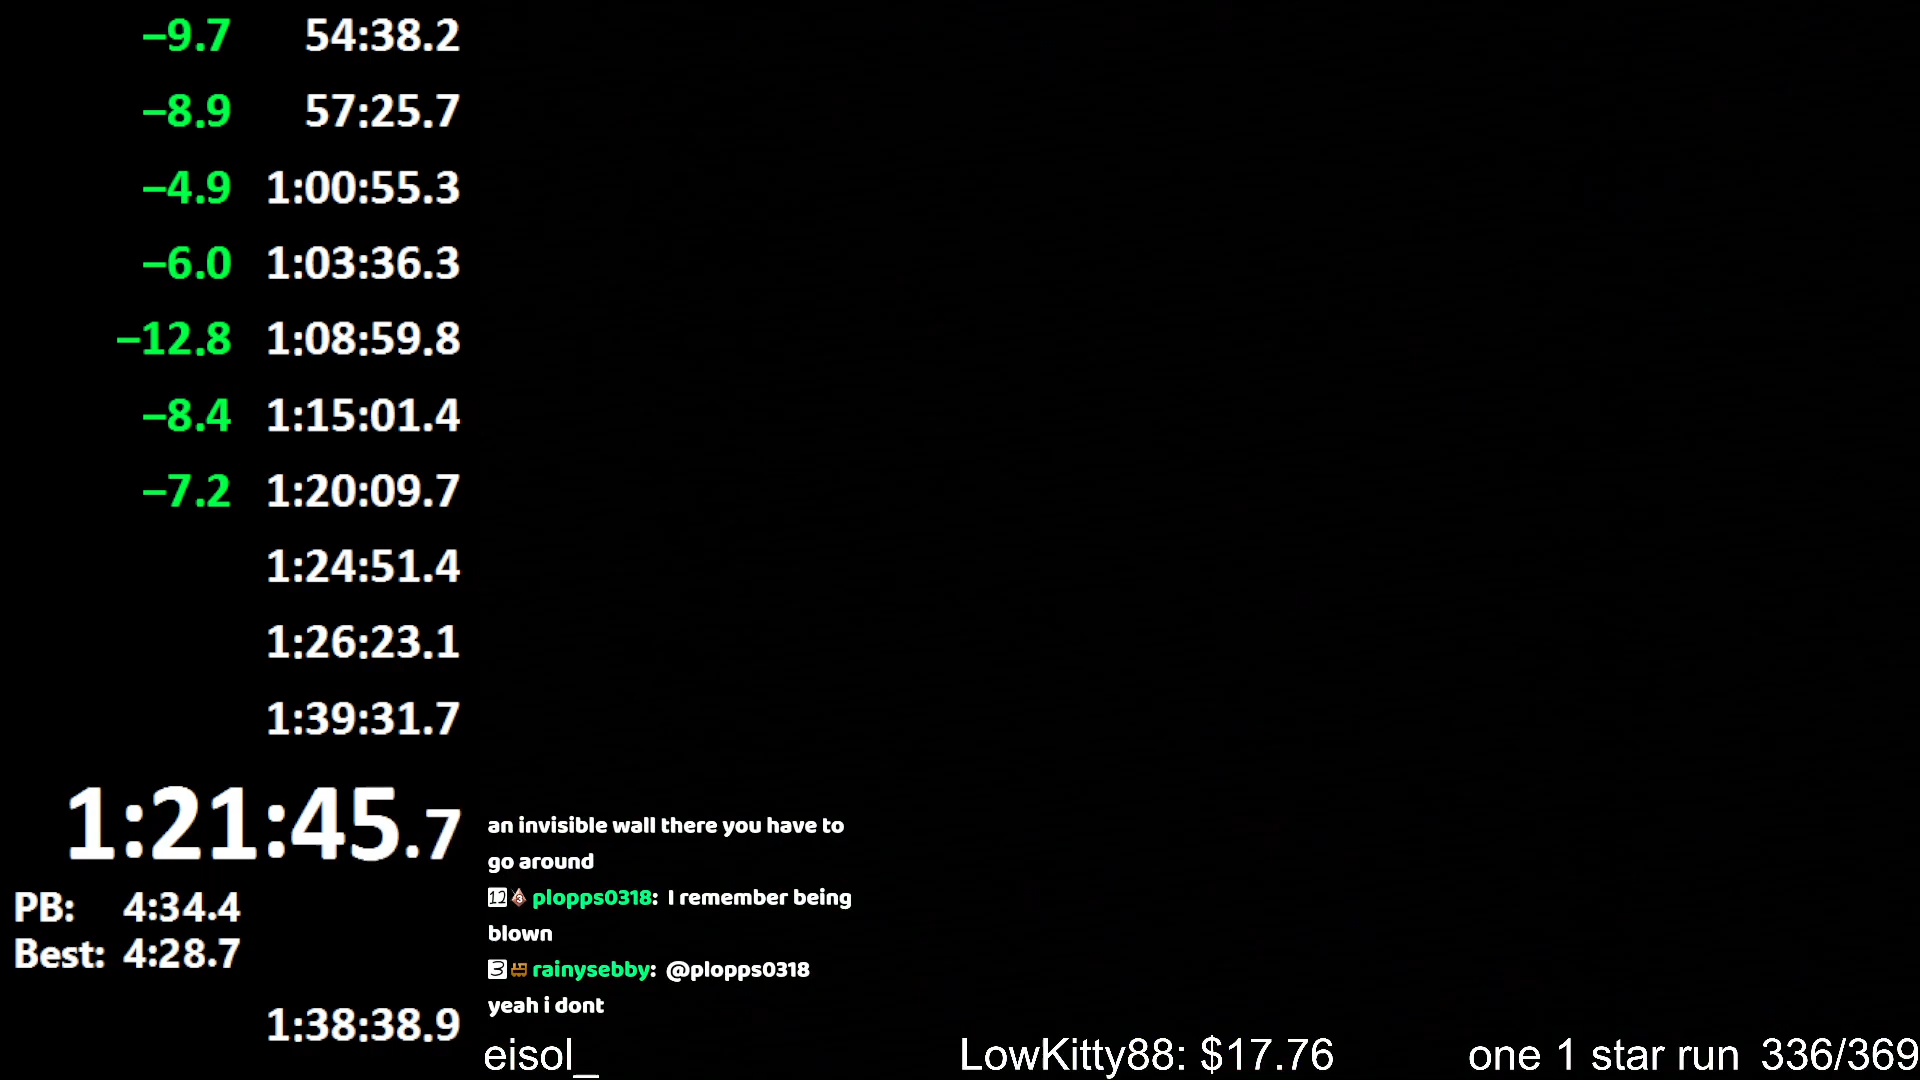 −9.7 54:38.2
−8.9 57:25.7
−4.9 1:00:55.3
−6.0 1:03:36.3
−12.8 1:08:59.8
−8.4 1:15:01.4
−7.2 1:20:09.7
1:24:51.4
1:26:23.1
1:39:31.7
1:21:45.7
PB: 4:34.4
Best: 4:28.7
1:38:38.9
an invisible wall there you have to
go around
12 3 plopps0318: I remember being
blown
3 rainysebby: @plopps0318
yeah i dont
eisol_ LowKitty88: $17.76 one 1 star run 336/369